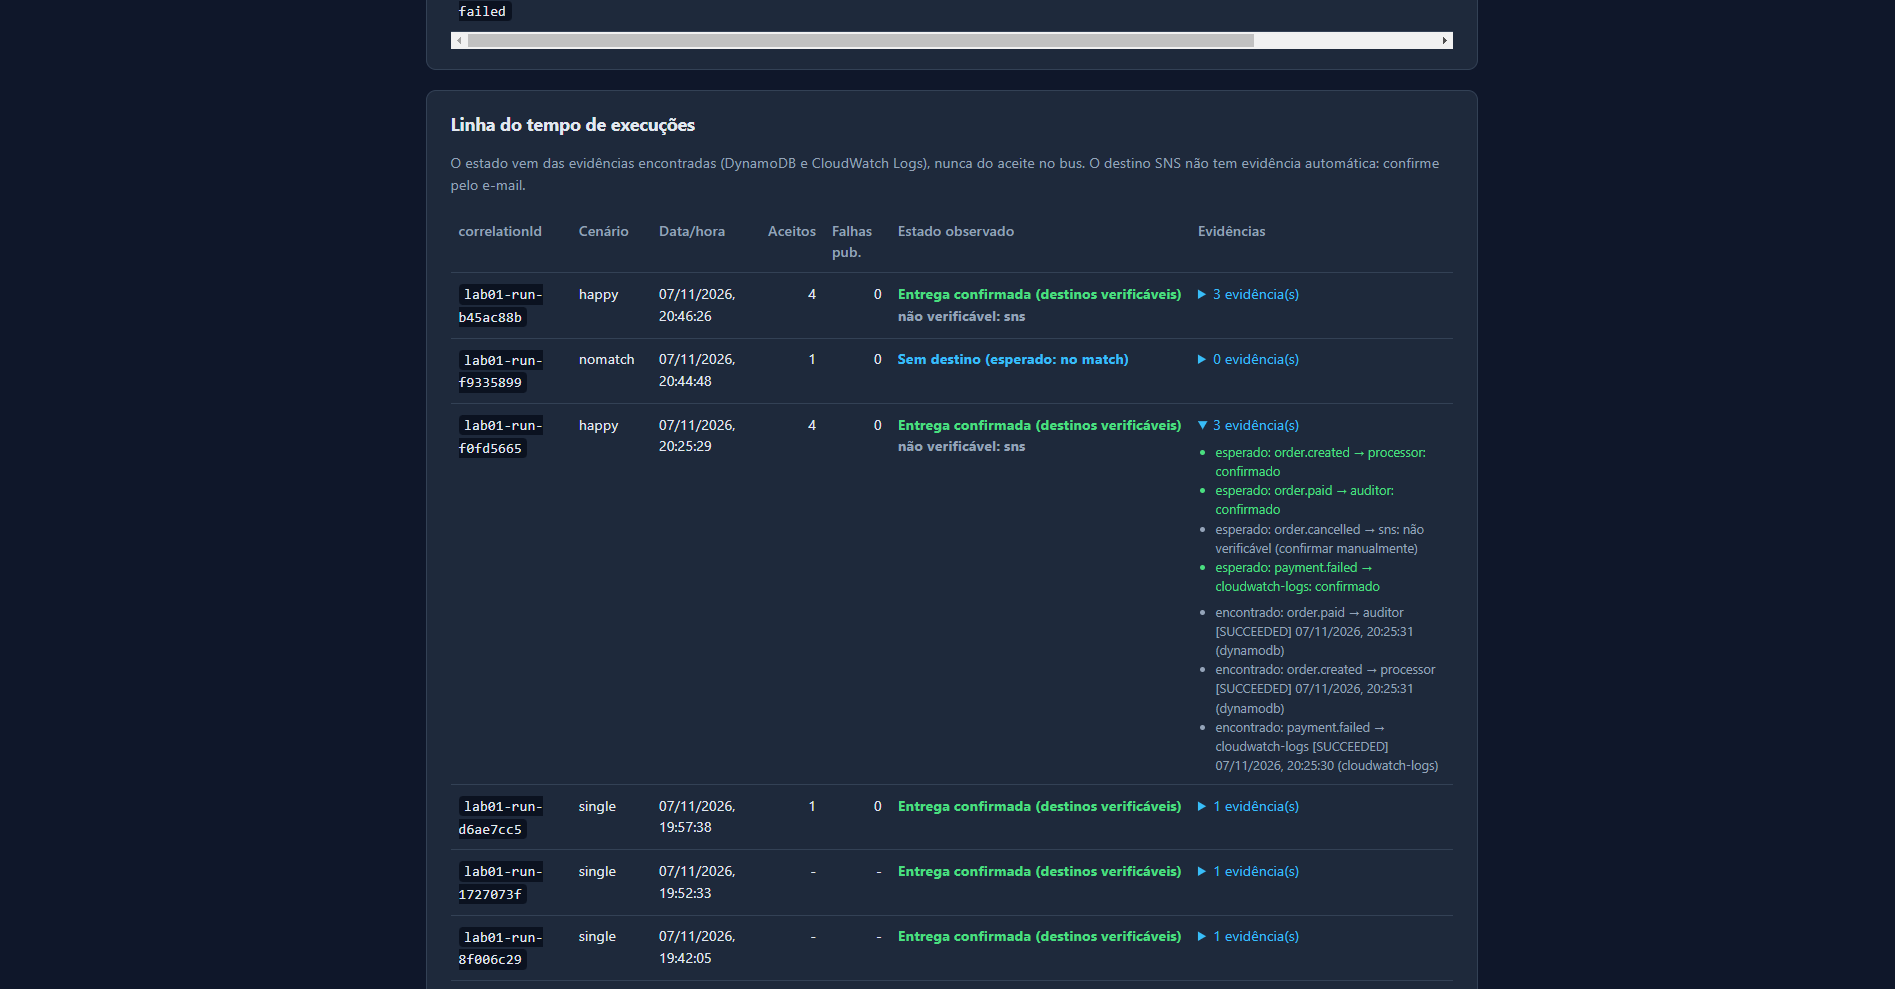 failed
Linha do tempo de execuções
O estado vem das evidências encontradas (DynamoDB e CloudWatch Logs), nunca do aceite no bus. O destino SNS não tem evidência automática: confirme
pelo e-mail.
correlationId Cenário Data/hora Aceitos Falhas pub. Estado observado Evidências
lab01-run-b45ac88b happy 07/11/2026, 20:46:26 4 0 Entrega confirmada (destinos verificáveis) ▶ 3 evidência(s)
não verificável: sns
lab01-run-f9335899 nomatch 07/11/2026, 20:44:48 1 0 Sem destino (esperado: no match) ▶ 0 evidência(s)
lab01-run-f0fd5665 happy 07/11/2026, 20:25:29 4 0 Entrega confirmada (destinos verificáveis) ▼ 3 evidência(s)
não verificável: sns
• esperado: order.created → processor:
confirmado
• esperado: order.paid → auditor:
confirmado
• esperado: order.cancelled → sns: não
verificável (confirmar manualmente)
• esperado: payment.failed →
cloudwatch-logs: confirmado
• encontrado: order.paid → auditor
[SUCCEEDED] 07/11/2026, 20:25:31
(dynamodb)
• encontrado: order.created → processor
[SUCCEEDED] 07/11/2026, 20:25:31
(dynamodb)
• encontrado: payment.failed →
cloudwatch-logs [SUCCEEDED]
07/11/2026, 20:25:30 (cloudwatch-logs)
lab01-run-d6ae7cc5 single 07/11/2026, 19:57:38 1 0 Entrega confirmada (destinos verificáveis) ▶ 1 evidência(s)
lab01-run-1727073f single 07/11/2026, 19:52:33 - - Entrega confirmada (destinos verificáveis) ▶ 1 evidência(s)
lab01-run-8f006c29 single 07/11/2026, 19:42:05 - - Entrega confirmada (destinos verificáveis) ▶ 1 evidência(s)